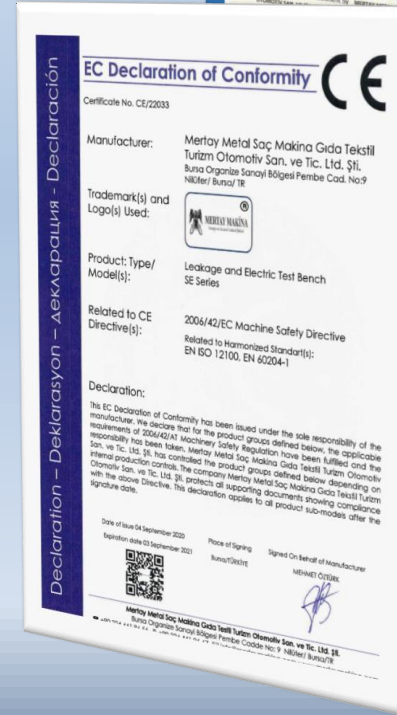 Declaration – Deklarasyon – декларация - Declaración
EC Declaration of Conformity
CE
Certificate No. CE/22033
Manufacturer:
Mertay Metal Saç Makina Gıda Tekstil
Turizm Otomotiv San. ve Tic. Ltd. Şti.
Bursa Organize Sanayi Bölgesi Pembe Cad. No:9
Nilüfer/ Bursa/ TR
Trademark(s) and
Logo(s) Used:
®
MERTAY MAKİNA
Product: Type/
Model(s):
Leakage and Electric Test Bench
SE Series
Related to CE
Directive(s):
2006/42/EC Machine Safety Directive
Related to Harmonized Standart(s):
EN ISO 12100, EN 60204-1
Declaration:
This EC Declaration of Conformity has been issued under the sole responsibility of the
manufacturer. We declare that for the product groups defined below, the applicable
requirements of 2006/42/AT Machinery Safety Regulation have been fulfilled and the
responsibility has been taken. Mertay Metal Saç Makina Gıda Tekstil Turizm Otomotiv
San. ve Tic. Ltd. Şti. has controlled the product groups defined below depending on
internal production controls. The company Mertay Metal Saç Makina Gıda Tekstil Turizm
Otomotiv San. ve Tic. Ltd. Şti. protects all supporting documents showing compliance
with the above Directive. This declaration applies to all product sub-models after the
signature date.
Date of Issue 04 September 2020
Expiration date 03 September 2021
Place of Signing
Bursa/TÜRKİYE
Signed On Behalf of Manufacturer
MEHMET ÖZTÜRK
Mertay Metal Saç Makina Gıda Testil Turizm Otomotiv San. ve Tic. Ltd. Şti.
Bursa Organize Sanayi Bölgesi Pembe Cadde No: 9 Nilüfer/ Bursa/TR